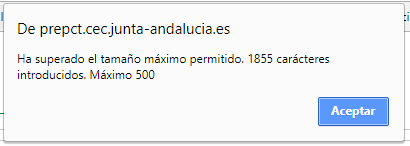 De prepct.cec.junta-andalucia.es
Ha superado el tamaño máximo permitido. 1855 carácteres
introducidos. Máximo 500
Aceptar